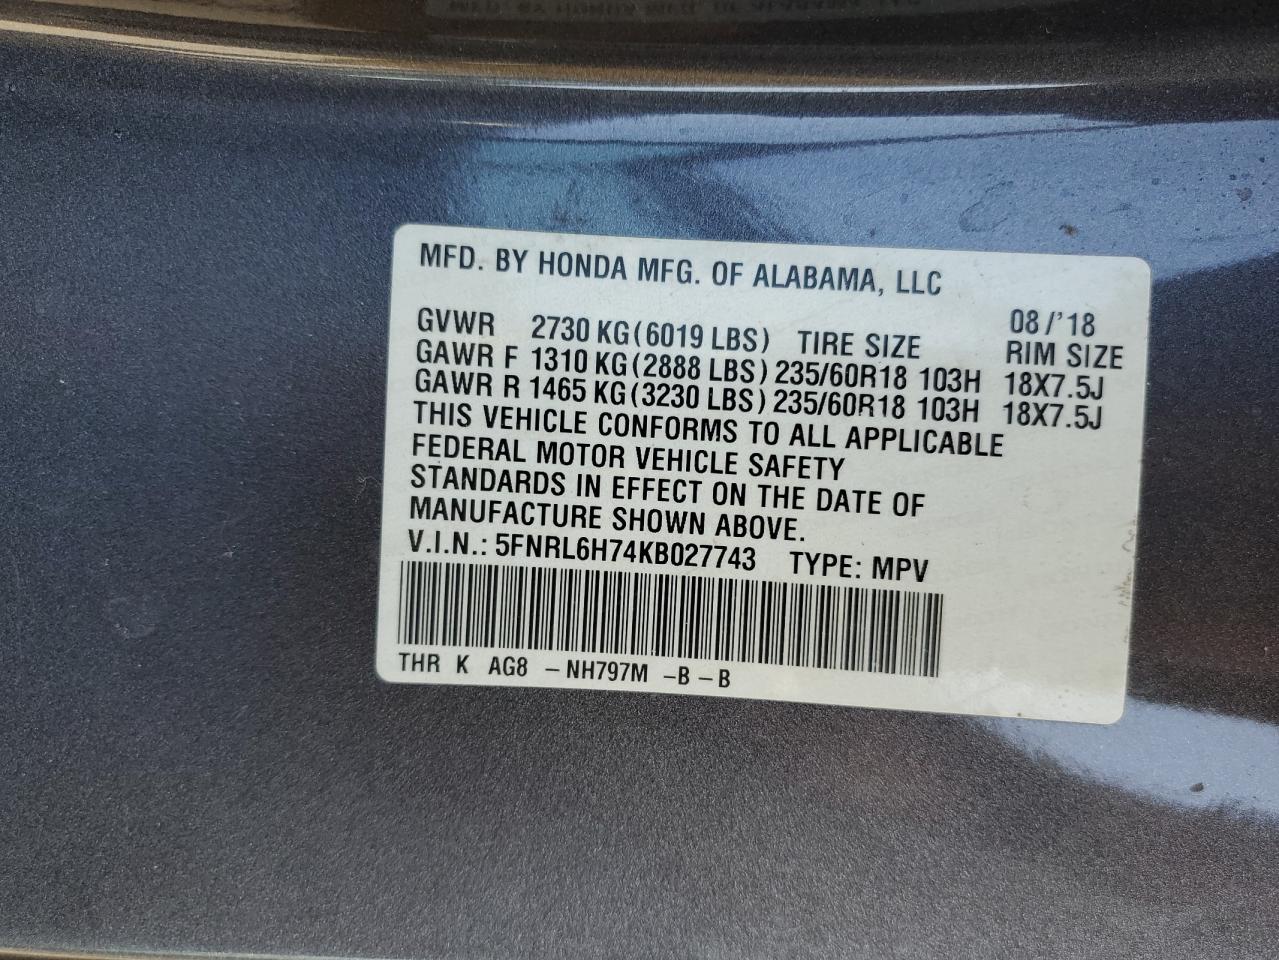 MFD. BY HONDA MFG. OF ALABAMA, LLC
08/'18
GVWR 2730 KG(6019 LBS) TIRE SIZE RIM SIZE
GAWR F 1310 KG(2888 LBS) 235/60R18 103H 18X7.5J
GAWR R 1465 KG(3230 LBS) 235/60R18 103H 18X7.5J
THIS VEHICLE CONFORMS TO ALL APPLICABLE
FEDERAL MOTOR VEHICLE SAFETY
STANDARDS IN EFFECT ON THE DATE OF
MANUFACTURE SHOWN ABOVE.
V.I.N.: 5FNRL6H74KB027743 TYPE: MPV
THR K AG8 -NH797M -B -B